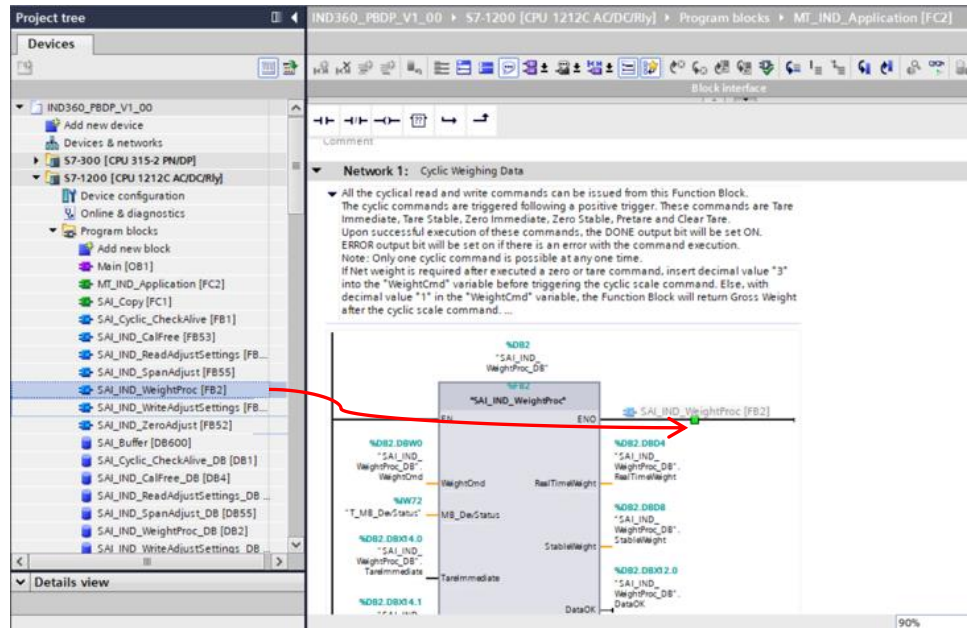 Project tree
IND360_PBDP_V1_00 ▸ S7-1200 [CPU 1212C AC/DC/Rly] ▸ Program blocks ▸ MT_IND_Application [FC2]
Devices
Block interface
IND360_PBDP_V1_00
Add new device
Devices & networks
S7-300 [CPU 315-2 PN/DP]
S7-1200 [CPU 1212C AC/DC/Rly]
Device configuration
Online & diagnostics
Program blocks
Add new block
Main [OB1]
MT_IND_Application [FC2]
SAI_Copy [FC1]
SAI_Cyclic_CheckAlive [FB1]
SAI_IND_CalFree [FB53]
SAI_IND_ReadAdjustSettings [FB...
SAI_IND_SpanAdjust [FB55]
SAI_IND_WeightProc [FB2]
SAI_IND_WriteAdjustSettings [FB...
SAI_IND_ZeroAdjust [FB52]
SAI_Buffer [DB600]
SAI_Cyclic_CheckAlive_DB [DB1]
SAI_IND_CalFree_DB [DB4]
SAI_IND_ReadAdjustSettings_DB ...
SAI_IND_SpanAdjust_DB [DB55]
SAI_IND_WeightProc_DB [DB2]
SAI_IND_WriteAdjustSettings_DB
Details view
Comment
Network 1: Cyclic Weighing Data
All the cyclical read and write commands can be issued from this Function Block.
The cyclic commands are triggered following a positive trigger. These commands are Tare
Immediate, Tare Stable, Zero Immediate, Zero Stable, Pretare and Clear Tare.
Upon successful execution of these commands, the DONE output bit will be set ON.
ERROR output bit will be set on if there is an error with the command execution.
Note: Only one cyclic command is possible at any one time.
If Net weight is required after executed a zero or tare command, insert decimal value "3"
into the "WeightCmd" variable before triggering the cyclic scale command. Else, with
decimal value "1" in the "WeightCmd" variable, the Function Block will return Gross Weight
after the cyclic scale command. ...
%DB2
"SAI_IND_
WeightProc_DB"
%FB2
"SAI_IND_WeightProc"
EN
ENO
SAI_IND_WeightProc [FB2]
%DB2.DBW0
"SAI_IND_
WeightProc_DB".
WeightCmd
WeightCmd
%IW72
"T_MB_DevStatus"
MB_DevStatus
%DB2.DBX14.0
"SAI_IND_
WeightProc_DB".
TareImmediate
TareImmediate
%DB2.DBX14.1
"SAI_IND_
%DB2.DBD4
"SAI_IND_
WeightProc_DB".
RealTimeWeight
RealTimeWeight
%DB2.DBD8
"SAI_IND_
WeightProc_DB".
StableWeight
StableWeight
%DB2.DBX12.0
"SAI_IND_
WeightProc_DB".
DataOK
DataOK
90%